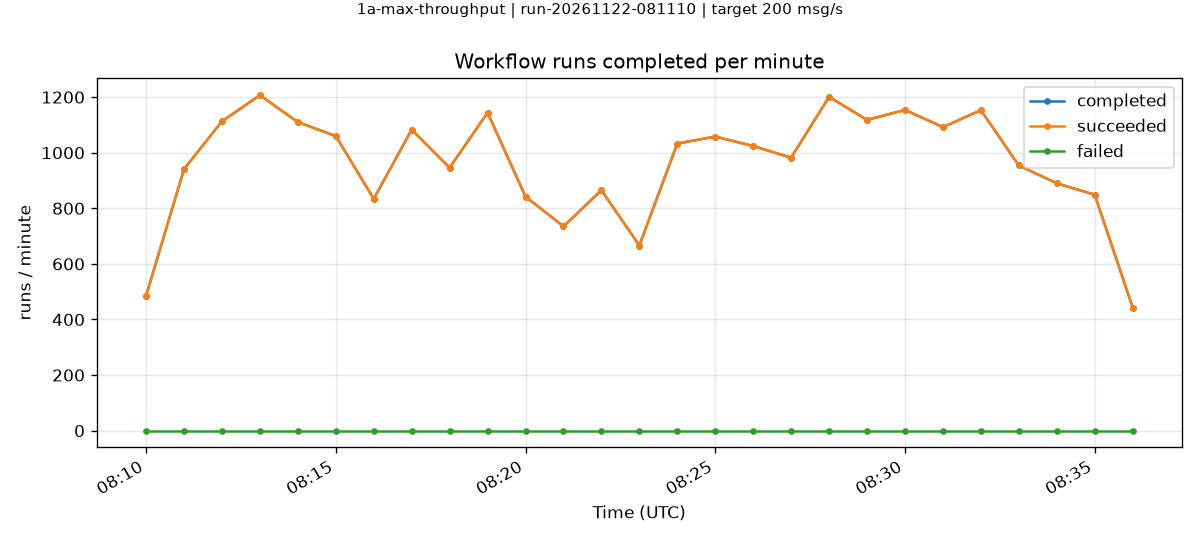 1a-max-throughput | run-20261122-081110 | target 200 msg/s
Workflow runs completed per minute
completed
succeeded
failed
1200
1000
800
600
400
200
0
runs / minute
08:10
08:15
08:20
08:25
08:30
08:35
Time (UTC)